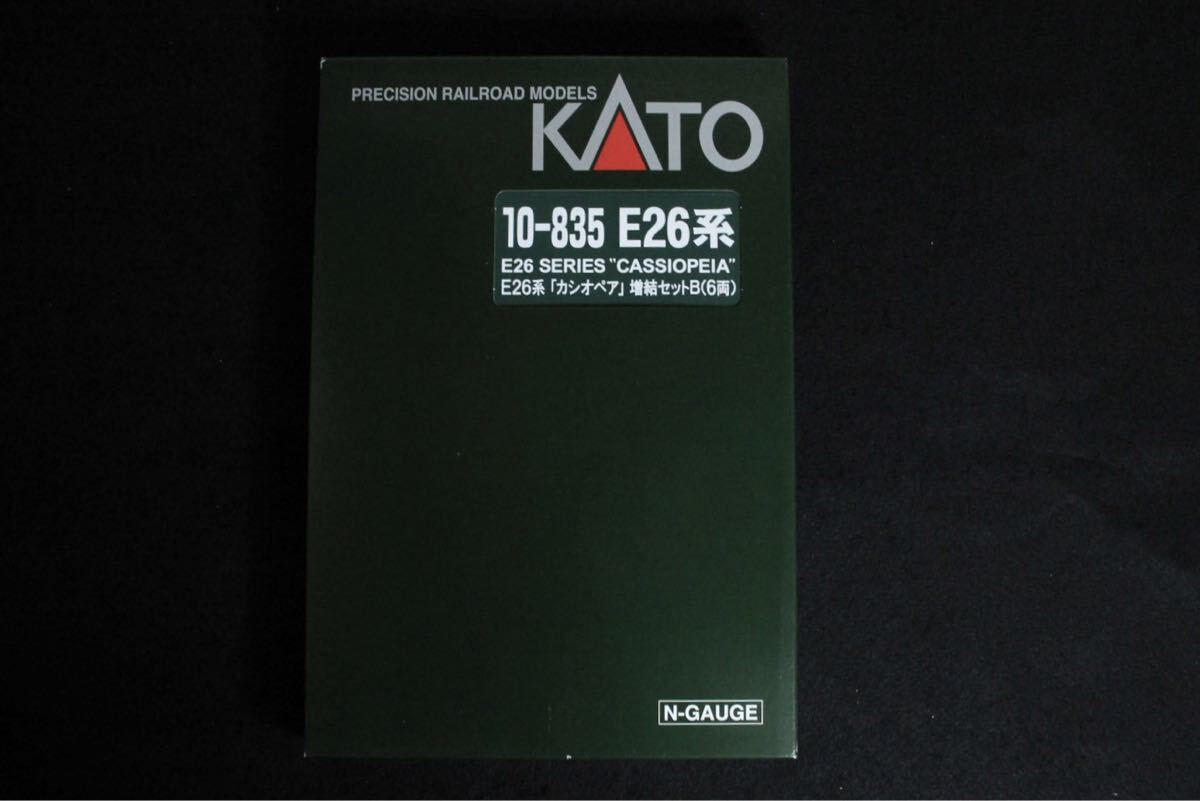 PRECISION RAILROAD MODELS
KATO
10-835 E26系
E26 SERIES "CASSIOPEIA"
E26系「カシオペア」増結セットB(6両)
N-GAUGE